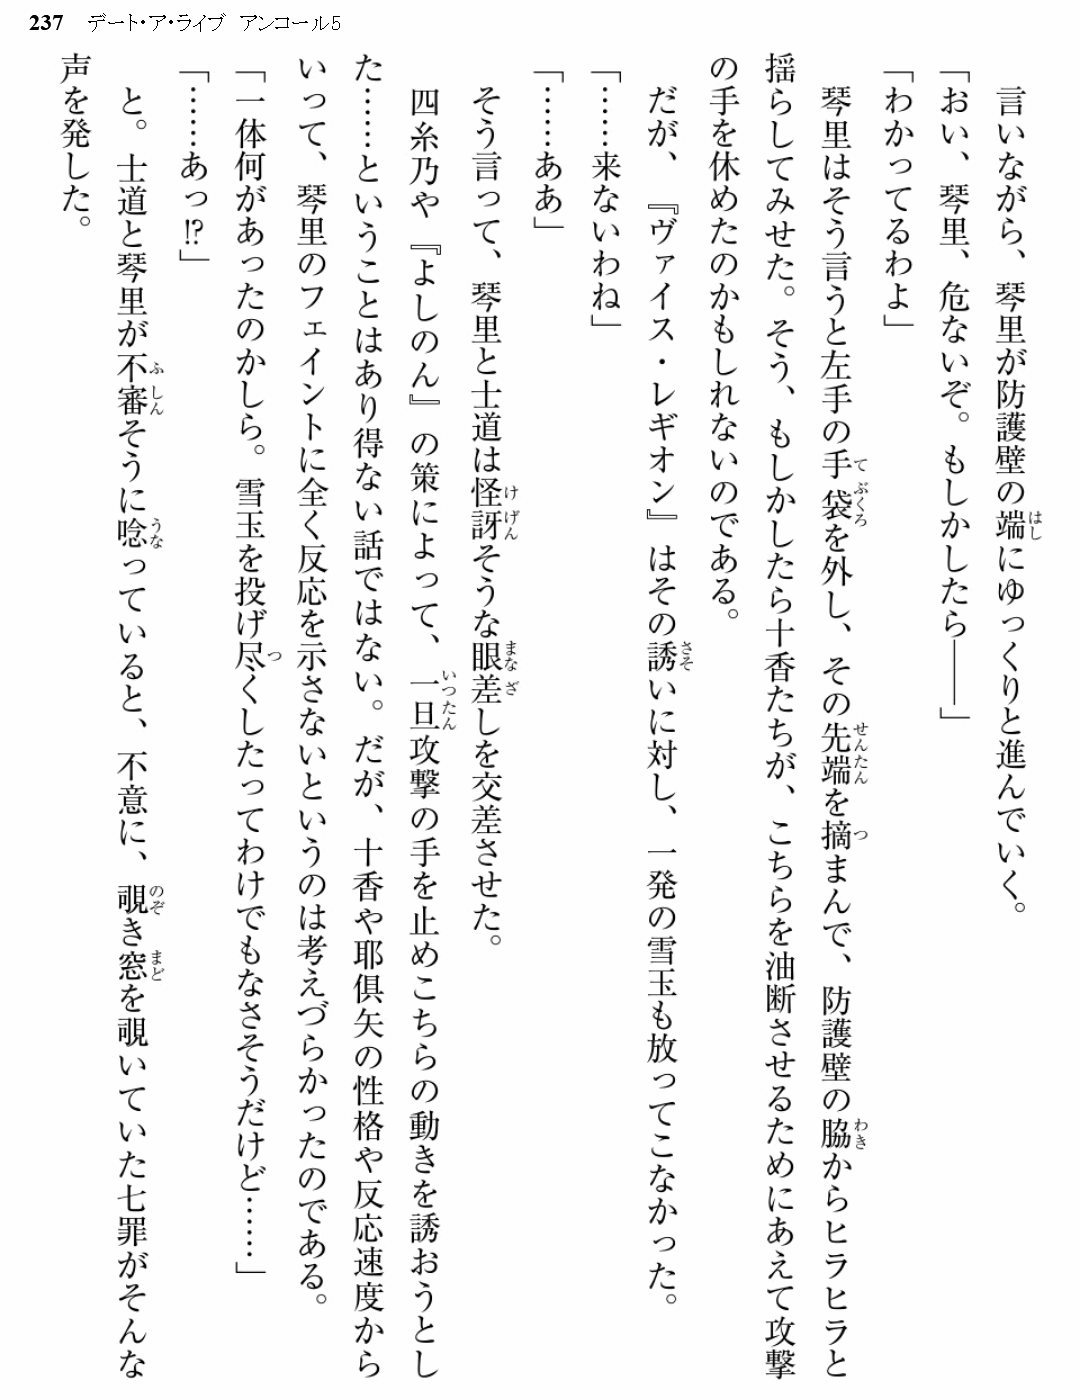 237　デート・ア・ライブ　アンコール5
　言いながら、琴里が防護壁の端にゆっくりと進んでいく。
「おい、琴里、危ないぞ。もしかしたら――」
「わかってるわよ」
　琴里はそう言うと左手の手袋を外し、その先端を摘まんで、防護壁の脇からヒラヒラと
揺らしてみせた。そう、もしかしたら十香たちが、こちらを油断させるためにあえて攻撃
の手を休めたのかもしれないのである。
　だが、『ヴァイス・レギオン』はその誘いに対し、一発の雪玉も放ってこなかった。
「……来ないわね」
「……ああ」
　そう言って、琴里と士道は怪訝そうな眼差しを交差させた。
　四糸乃や『よしのん』の策によって、一旦攻撃の手を止めこちらの動きを誘おうとし
た……ということはあり得ない話ではない。だが、十香や耶倶矢の性格や反応速度から
いって、琴里のフェイントに全く反応を示さないというのは考えづらかったのである。
「一体何があったのかしら。雪玉を投げ尽くしたってわけでもなさそうだけど……」
「……あっ!?」
　と。士道と琴里が不審そうに唸っていると、不意に、覗き窓を覗いていた七罪がそんな
声を発した。